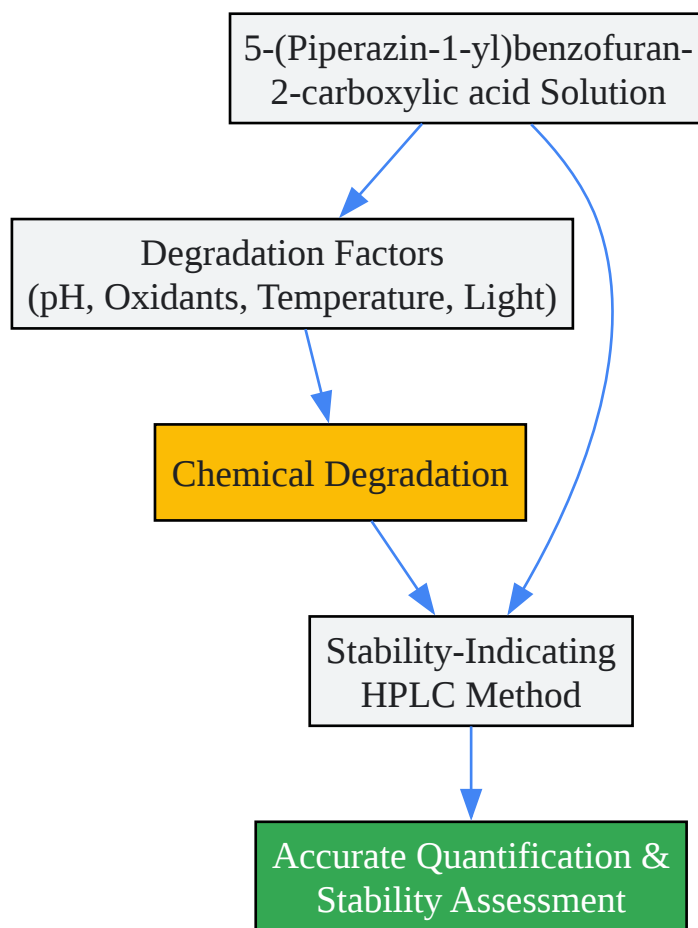 5-(Piperazin-1-yl)benzofuran-
2-carboxylic acid Solution
Degradation Factors
(pH, Oxidants, Temperature, Light)
Chemical Degradation
Stability-Indicating
HPLC Method
Accurate Quantification &
Stability Assessment